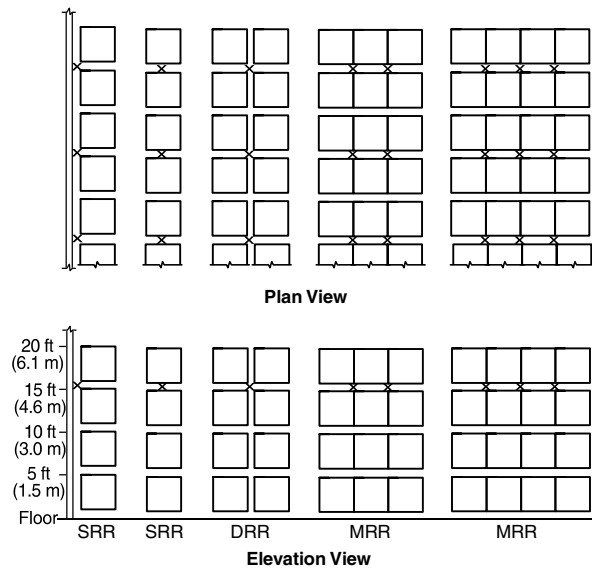 Plan View
20 ft
(6.1 m)
15 ft
(4.6 m)
10 ft
(3.0 m)
5 ft
(1.5 m)
Floor
SRR SRR DRR MRR MRR
Elevation View